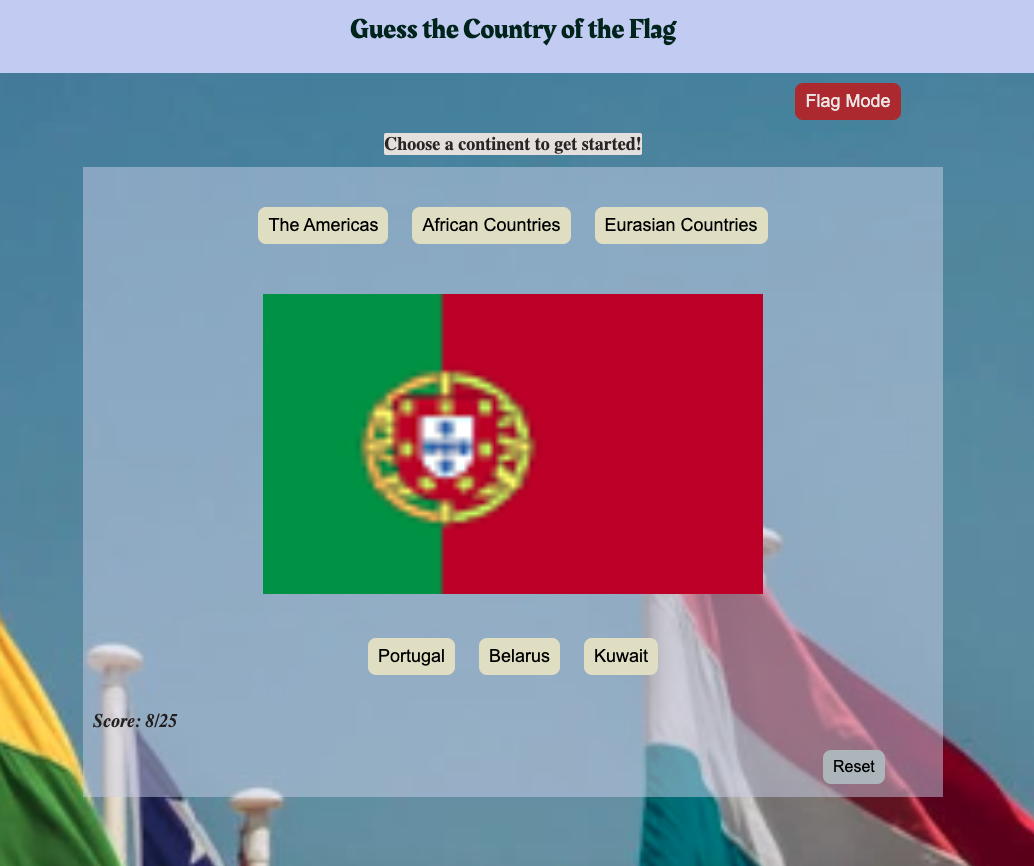 Guess the Country of the Flag
Flag Mode
Choose a continent to get started!
The Americas African Countries Eurasian Countries
Portugal Belarus Kuwait
Score: 8/25
Reset